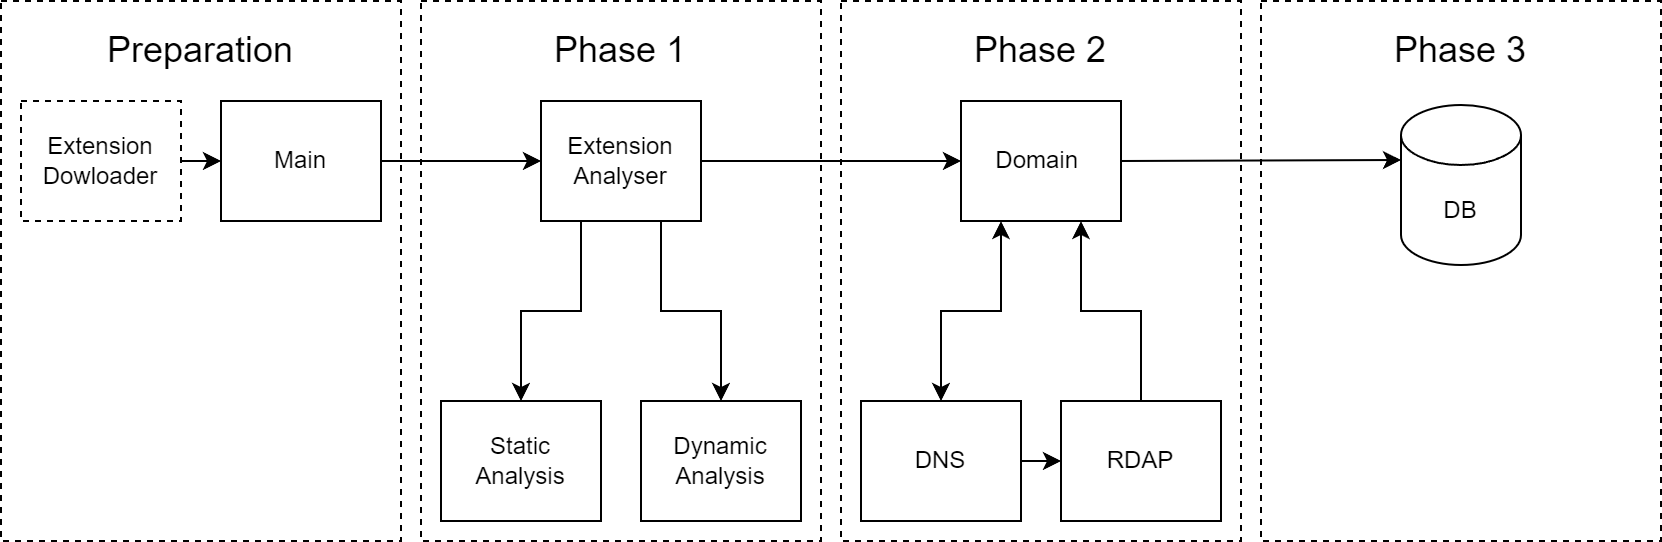 Preparation
Phase 1
Phase 2
Phase 3
Extension
Dowloader
Main
Extension
Analyser
Domain
DB
Static
Analysis
Dynamic
Analysis
DNS
RDAP